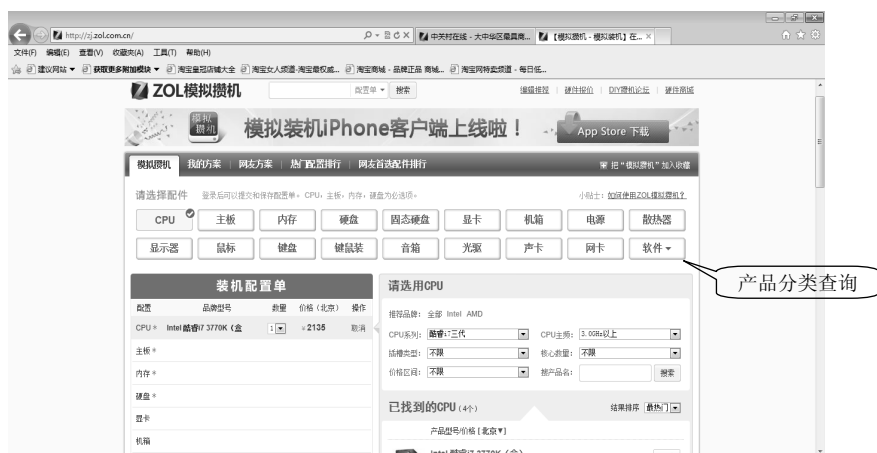 http://zj.zol.com.cn/
中关村在线 - 大中华区最具商...
【模拟攒机 - 模拟装机】在... ×
文件(F) 编辑(E) 查看(V) 收藏夹(A) 工具(T) 帮助(H)
建议网站 ▼ 获取更多附加模块 ▼ 淘宝皇冠店铺大全 淘宝女人频道-淘宝最权威... 淘宝商城 - 品牌正品 商城... 淘宝网特卖频道 - 每日低...
ZOL模拟攒机 配置单 ▼ 搜索 编辑推荐 | 硬件报价 | DIY攒机论坛 | 硬件商城
模拟攒机 模拟装机iPhone客户端上线啦！ App Store 下载
模拟攒机 我的方案 网友方案 热门配置排行 网友首选配件排行 把"模拟攒机"加入收藏
请选择配件 登录后可以提交和保存配置单。CPU，主板，内存，硬盘为必选项。 小贴士：如何使用ZOL模拟攒机？
CPU 主板 内存 硬盘 固态硬盘 显卡 机箱 电源 散热器
显示器 鼠标 键盘 键鼠装 音箱 光驱 声卡 网卡 软件 ▼
产品分类查询
装机配置单
配置 品牌型号 数量 价格（北京） 操作
CPU * Intel 酷睿i7 3770K（盒 1 ¥2135 取消
主板 *
内存 *
硬盘 *
显卡
机箱
请选用CPU
推荐品牌：全部 Intel AMD
CPU系列：酷睿i7三代 CPU主频：3.0GHz以上
插槽类型：不限 核心数量：不限
价格区间：不限 搜产品名： 搜索
已找到的CPU（4个） 结果排序 最热门
产品型号/价格 [北京▼]
Intel 酷睿i7 3770K（盒）